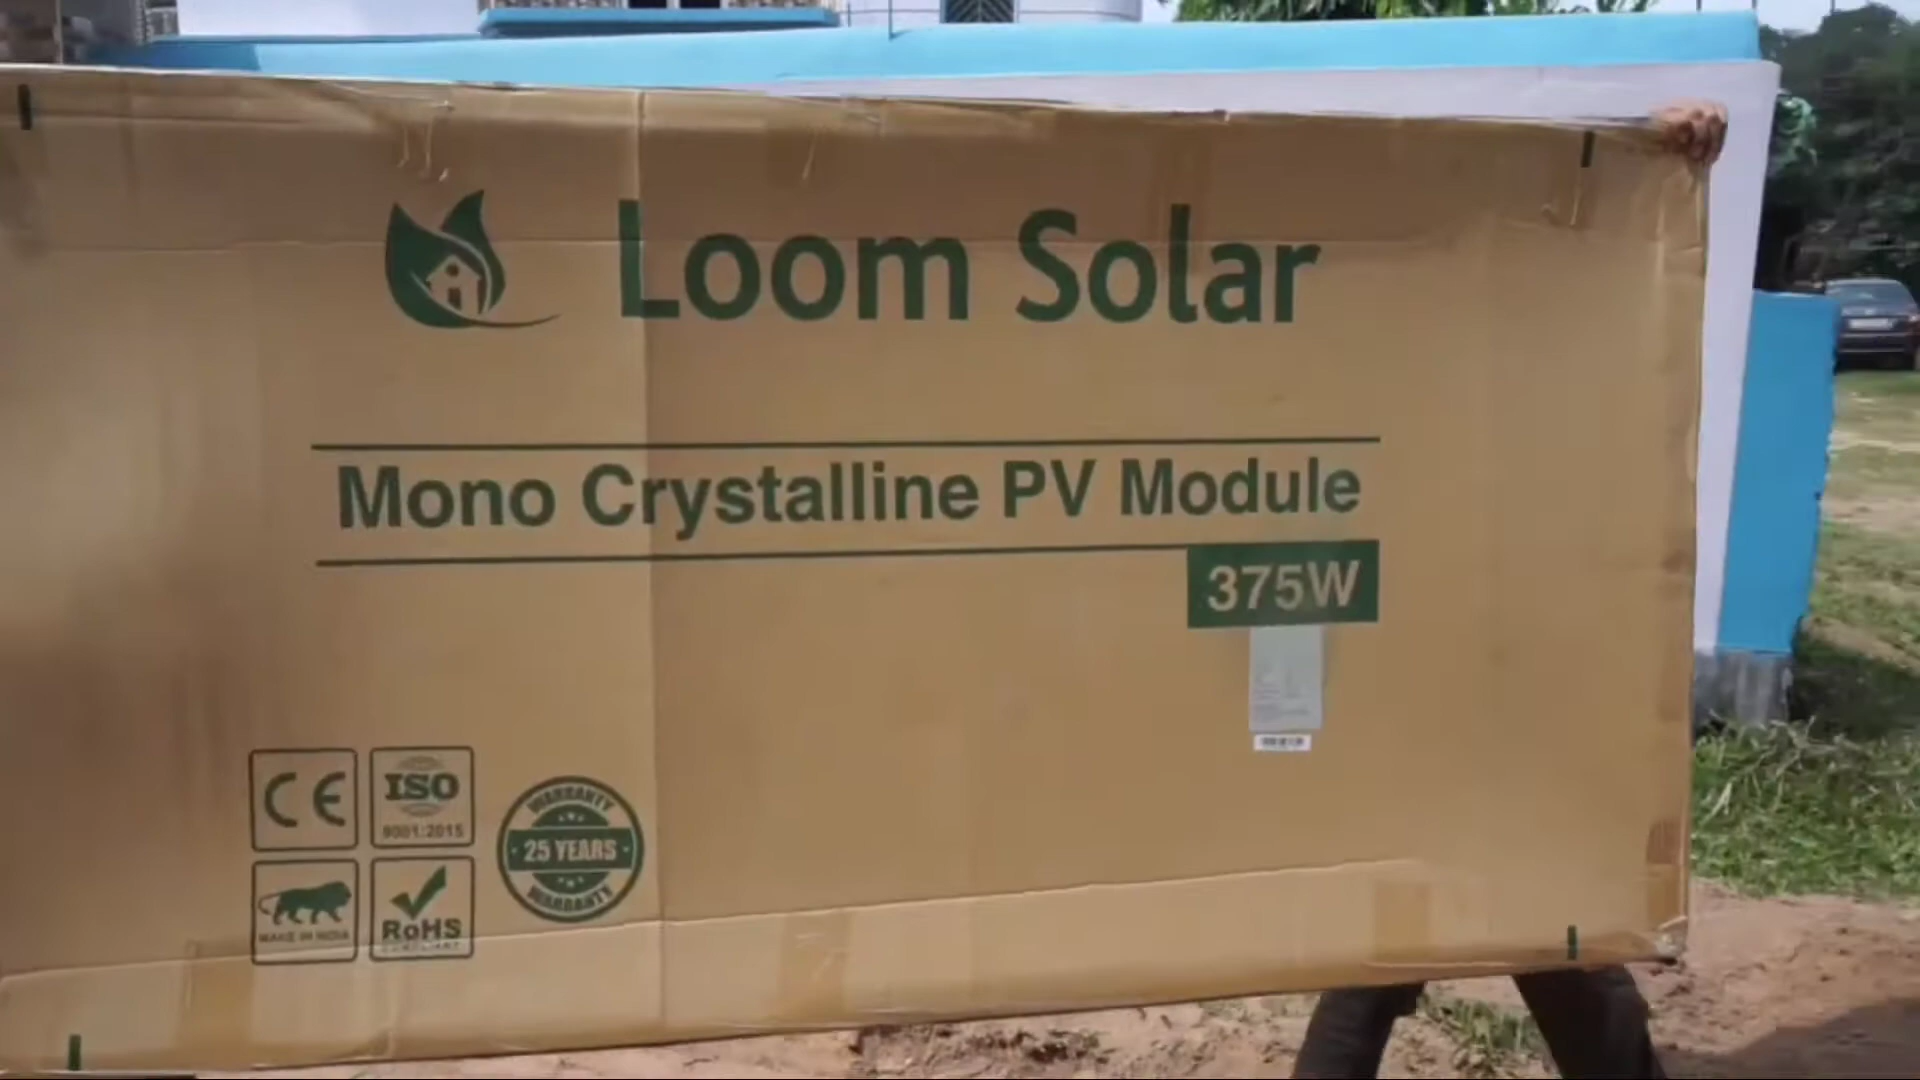 Loom Solar
Mono Crystalline PV Module
375W
CE
ISO
9001:2015
WARRANTY
25 YEARS
WARRANTY
MAKE IN INDIA
RoHS
COMPLIANT